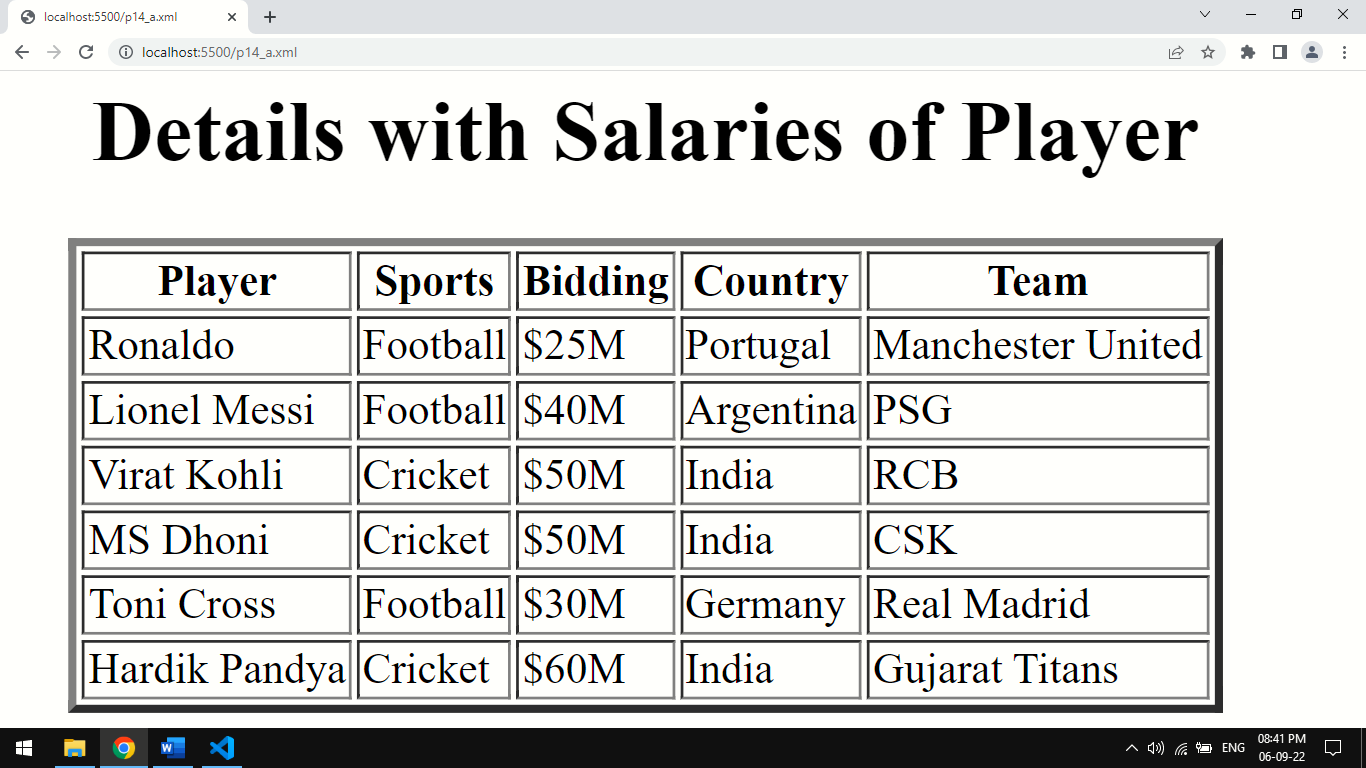 localhost:5500/p14_a.xml
localhost:5500/p14_a.xml
Details with Salaries of Player
Player Sports Bidding Country Team
Ronaldo Football $25M Portugal Manchester United
Lionel Messi Football $40M Argentina PSG
Virat Kohli Cricket $50M India RCB
MS Dhoni Cricket $50M India CSK
Toni Cross Football $30M Germany Real Madrid
Hardik Pandya Cricket $60M India Gujarat Titans
ENG 08:41 PM
06-09-22